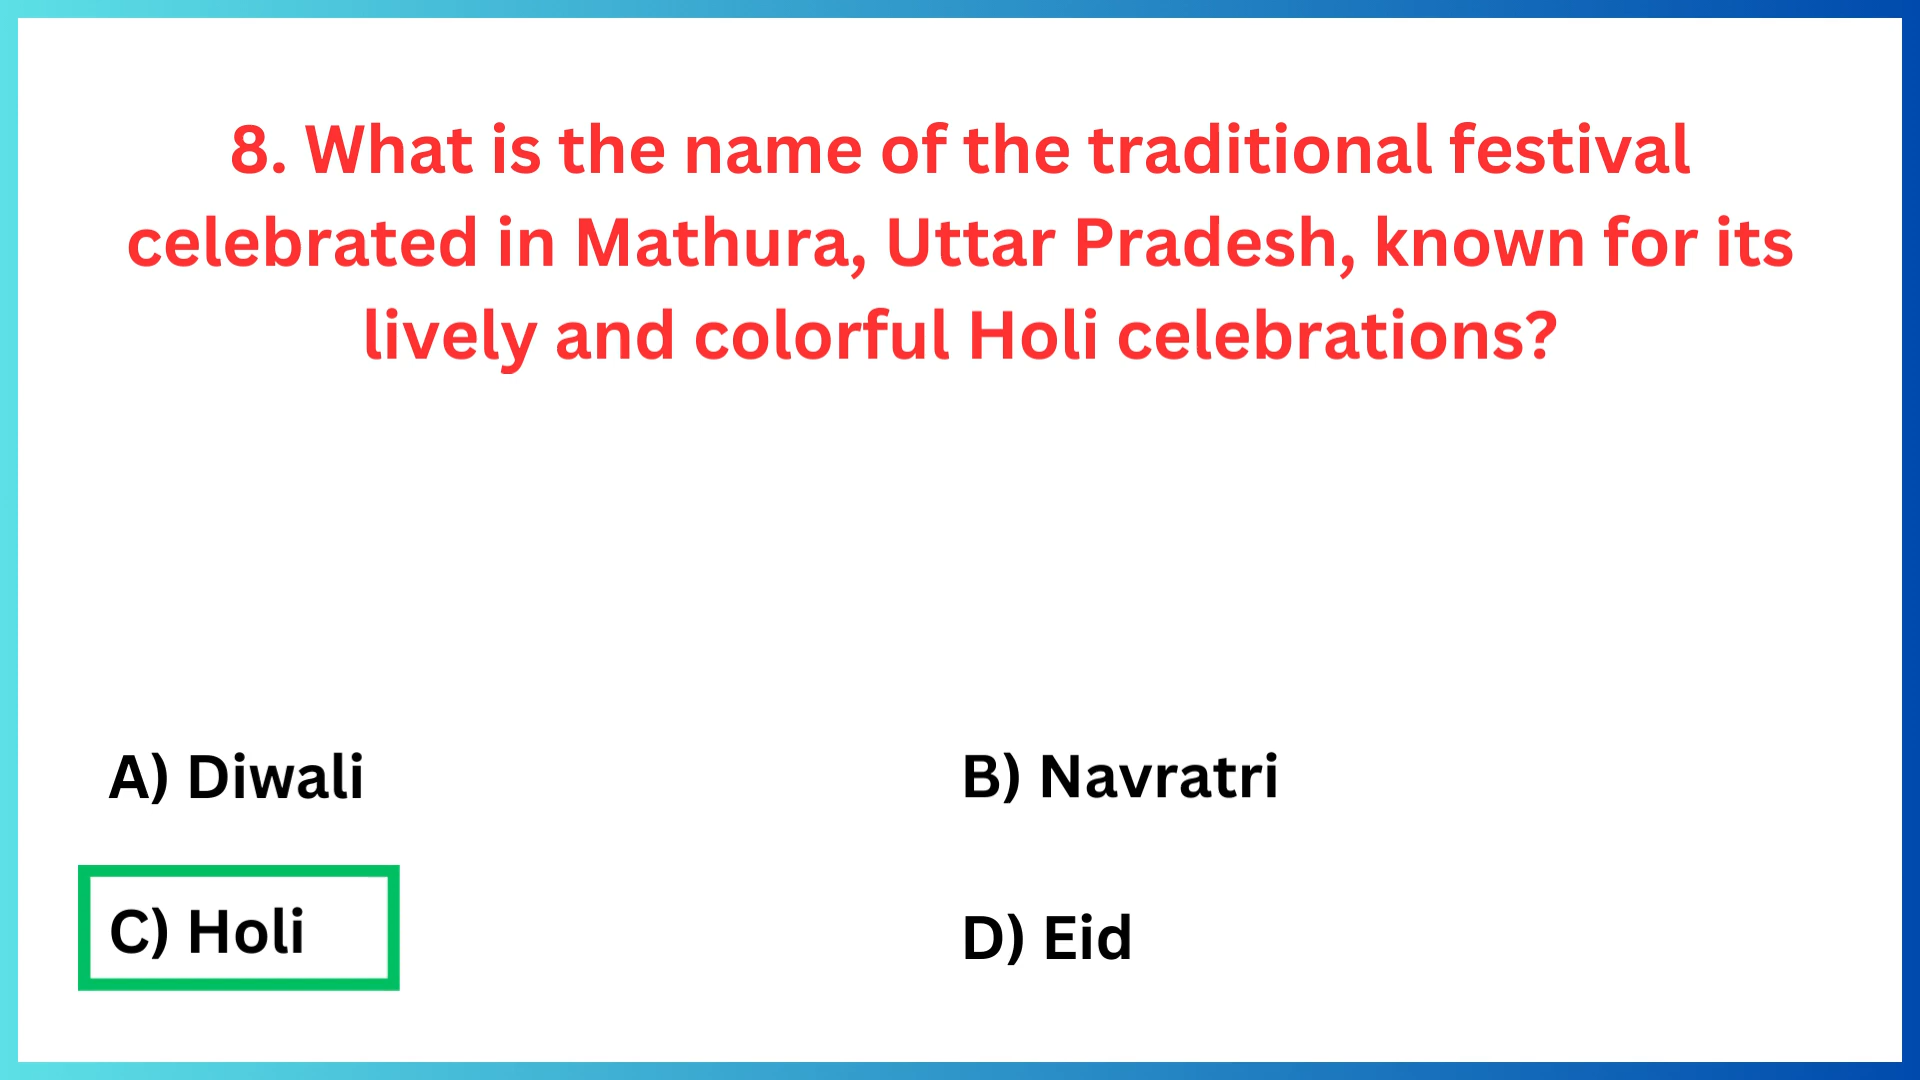 8. What is the name of the traditional festival
celebrated in Mathura, Uttar Pradesh, known for its
lively and colorful Holi celebrations?
A) Diwali
B) Navratri
C) Holi
D) Eid